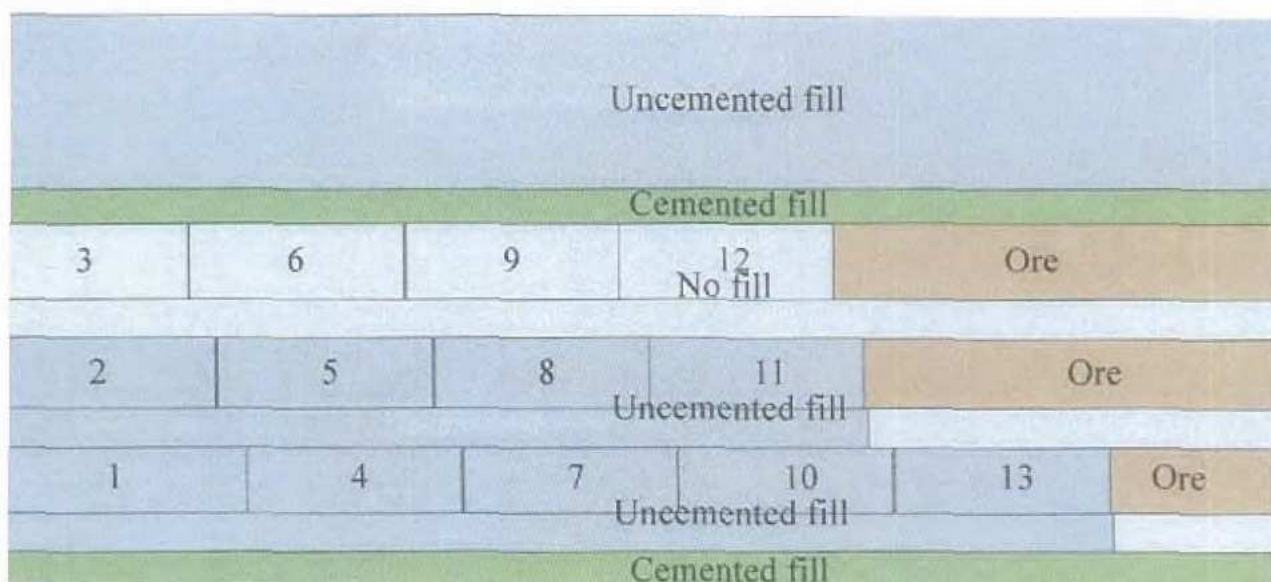 Uncemented fill
Cemented fill
3 6 9 12 Ore
No fill
2 5 8 11 Ore
Uncemented fill
1 4 7 10 13 Ore
Uncemented fill
Cemented fill